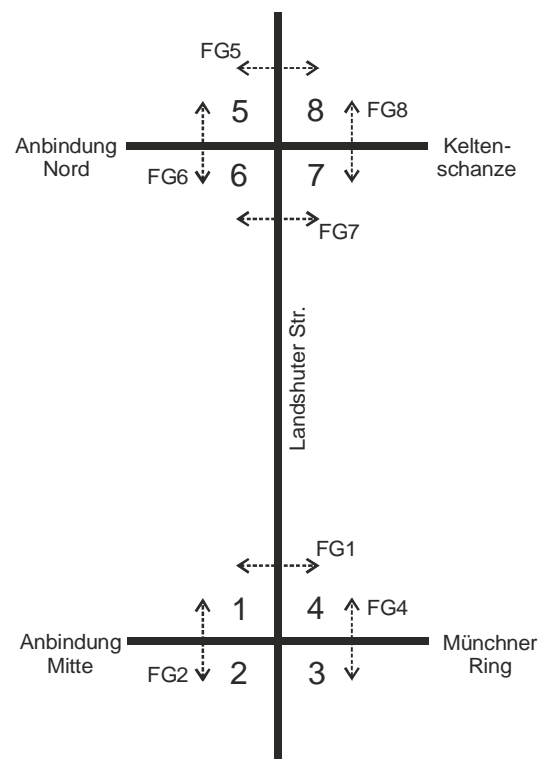 FG5
5
8
FG8
Anbindung
Nord
Kelten-
schanze
FG6
6
7
FG7
Landshuter Str.
FG1
1
4
FG4
Anbindung
Mitte
Münchner
Ring
FG2
2
3